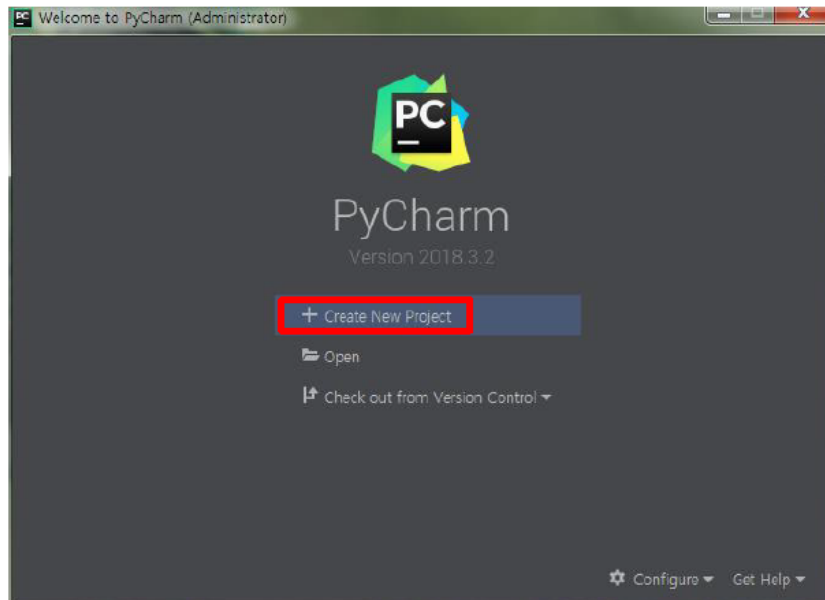 Welcome to PyCharm (Administrator)
PC
PyCharm
Version 2018.3.2
Create New Project
Open
Check out from Version Control
Configure Get Help